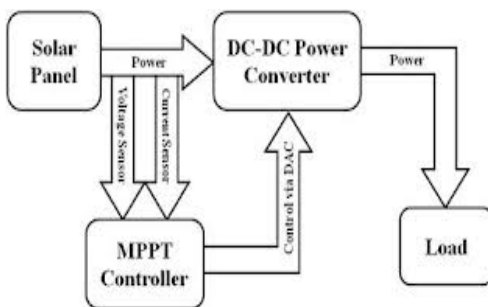 Solar
Panel
Power
DC-DC Power
Converter
Power
Voltage Sensor
Current Sensor
Control via DAC
MPPT
Controller
Load